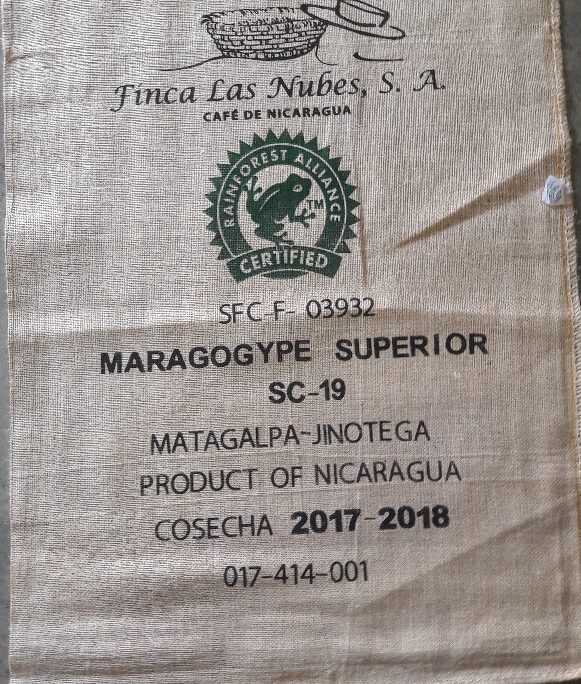 Finca Las Nubes, S. A.
CAFÉ DE NICARAGUA
RAINFOREST ALLIANCE
TM
CERTIFIED
SFC-F- 03932
MARAGOGYPE SUPERIOR
SC-19
MATAGALPA-JINOTEGA
PRODUCT OF NICARAGUA
COSECHA 2017-2018
017-414-001